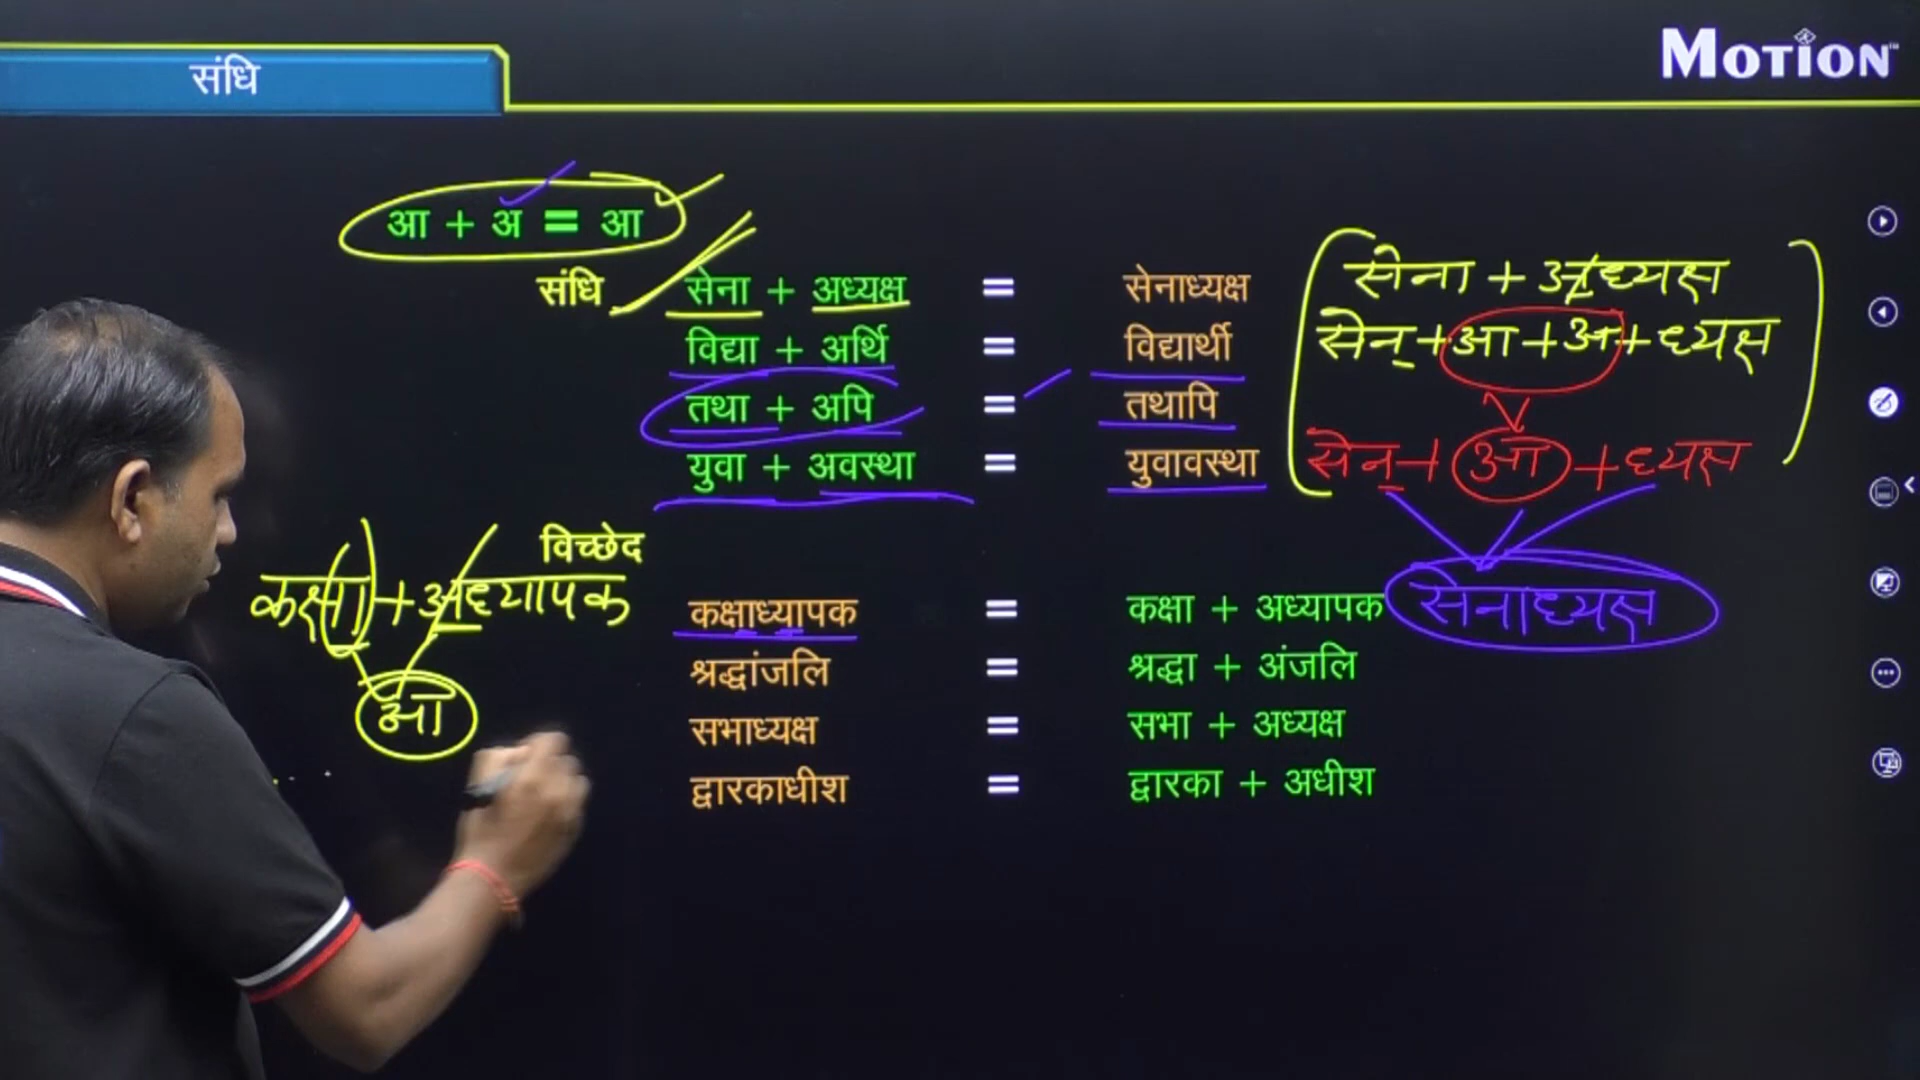 संधि
MOTION
आ + अ = आ
संधि
सेना + अध्यक्ष = सेनाध्यक्ष
विद्या + अर्थि = विद्यार्थी
तथा + अपि = तथापि
युवा + अवस्था = युवावस्था
सेना + अध्यक्ष
सेन् + आ + अ + ध्यक्ष
सेन् + आ + ध्यक्ष
सेनाध्यक्ष
विच्छेद
कक्षा + अध्यापक
आ
कक्षाध्यापक = कक्षा + अध्यापक
श्रद्धांजलि = श्रद्धा + अंजलि
सभाध्यक्ष = सभा + अध्यक्ष
द्वारकाधीश = द्वारका + अधीश